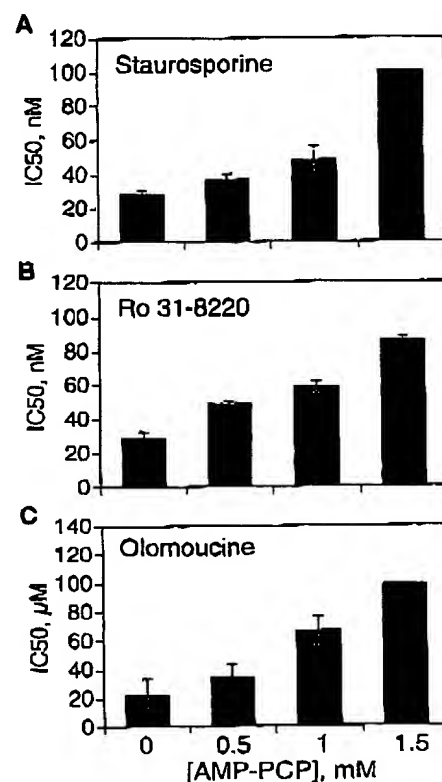 A
Staurosporine
IC50, nM
120
100
80
60
40
20
0
B
Ro 31-8220
IC50, nM
120
100
80
60
40
20
0
C
Olomoucine
IC50, µM
140
120
100
80
60
40
20
0
0 0.5 1 1.5
[AMP-PCP], mM